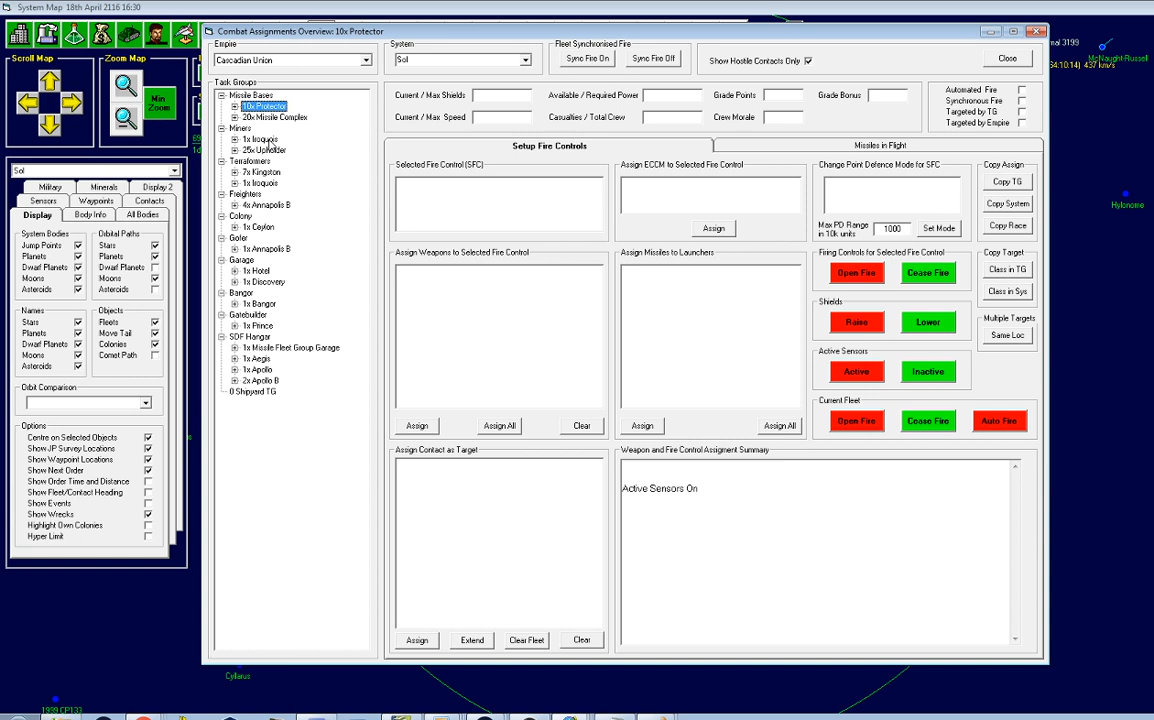 System Map 18th April 2116 16:30
Scroll Map
Zoom Map
Min Zoom
Sol
Military
Minerals
Display 2
Sensors
Waypoints
Contacts
Display
Body Info
All Bodies
System Bodies
Orbital Paths
Jump Points
Stars
Planets
Planets
Dwarf Planets
Dwarf Planets
Moons
Moons
Asteroids
Asteroids
Names
Objects
Stars
Fleets
Planets
Move Tail
Dwarf Planets
Colonies
Moons
Comet Path
Asteroids
Orbit Comparison
Options
Centre on Selected Objects
Show JP Survey Locations
Show Waypoint Locations
Show Next Order
Show Order Time and Distance
Show Fleet/Contact Heading
Show Events
Show Wrecks
Highlight Own Colonies
Hyper Limit
Combat Assignments Overview: 10x Protector
Empire
Cascadian Union
System
Sol
Fleet Synchronised Fire
Sync Fire On
Sync Fire Off
Show Hostile Contacts Only
Close
Task Groups
Missile Bases
10x Protector
20x Missile Complex
Miners
1x Iroquois
25x Upholder
Terraformers
7x Kingston
1x Iroquois
Freighters
4x Annapolis B
Colony
1x Ceylon
Goler
1x Annapolis B
Garage
1x Hotel
1x Discovery
Bangor
1x Bangor
Gatebuilder
1x Prince
SDF Hangar
1x Missile Fleet Group Garage
1x Aegis
1x Apollo
2x Apollo B
0 Shipyard TG
Current / Max Shields
Available / Required Power
Grade Points
Grade Bonus
Current / Max Speed
Casualties / Total Crew
Crew Morale
Automated Fire
Synchronous Fire
Targeted by TG
Targeted by Empire
Setup Fire Controls
Missiles in Flight
Selected Fire Control (SFC)
Assign ECCM to Selected Fire Control
Assign
Change Point Defence Mode for SFC
Max PD Range in 10k units
1000
Set Mode
Copy Assign
Copy TG
Copy System
Copy Race
Assign Weapons to Selected Fire Control
Assign
Assign All
Clear
Assign Missiles to Launchers
Assign
Assign All
Firing Controls for Selected Fire Control
Open Fire
Cease Fire
Shields
Raise
Lower
Active Sensors
Active
Inactive
Current Fleet
Open Fire
Cease Fire
Auto Fire
Copy Target
Class in TG
Class in Sys
Multiple Targets
Same Loc
Assign Contact as Target
Assign
Extend
Clear Fleet
Clear
Weapon and Fire Control Assigment Summary
Active Sensors On
mal 3199
64:10:14) 437 km/s
McNaught-Russell
Hylonome
Cyllarus
1999 CP133